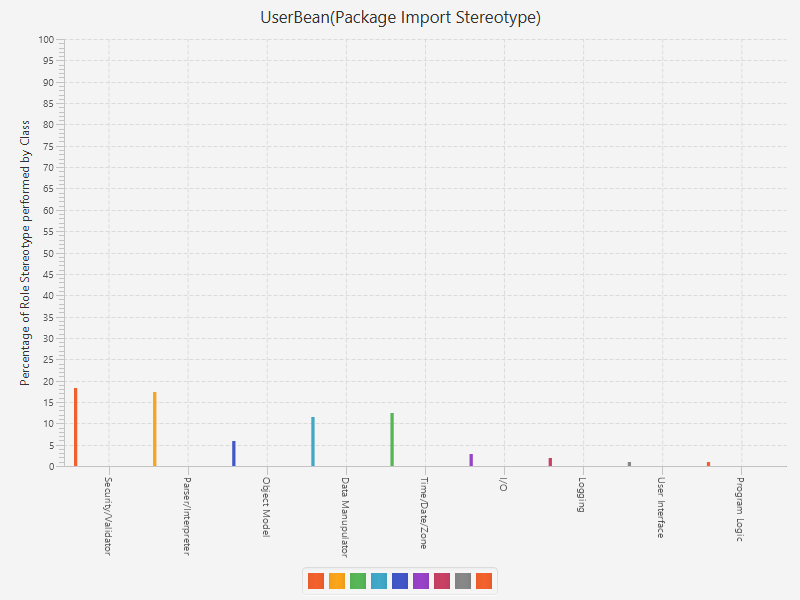 UserBean(Package Import Stereotype)
Percentage of Role Stereotype performed by Class
100
95
90
85
80
75
70
65
60
55
50
45
40
35
30
25
20
15
10
5
0
Security/Validator
Parser/Interpreter
Object Model
Data Manupulator
Time/Date/Zone
I/O
Logging
User Interface
Program Logic